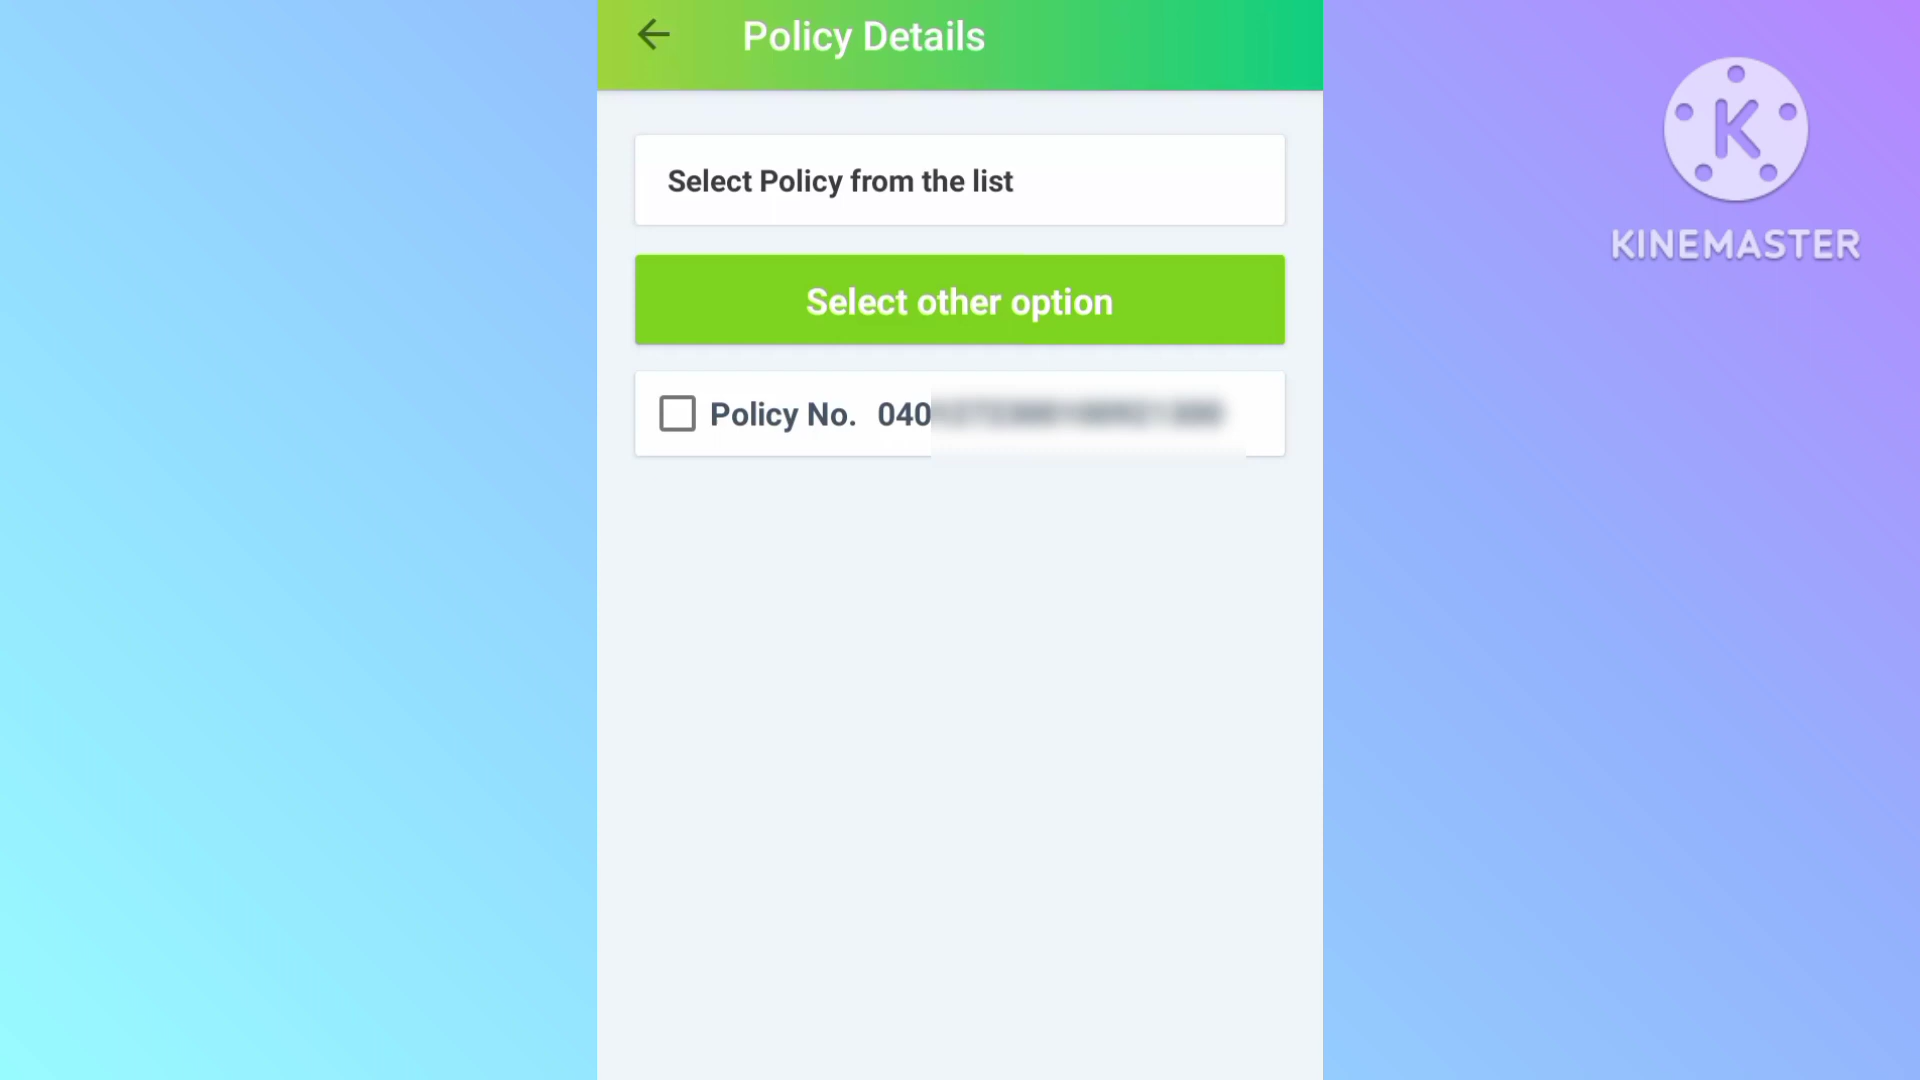 Policy Details
KINEMASTER
Select Policy from the list
Select other option
Policy No. 040